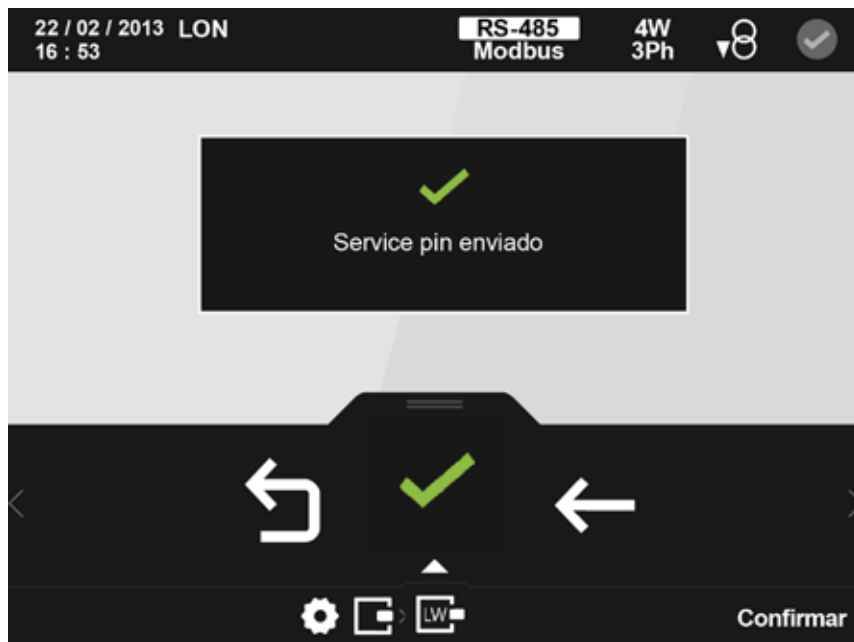 22 / 02 / 2013 LON
16 : 53
RS-485
Modbus
4W
3Ph
Service pin enviado
LW
Confirmar